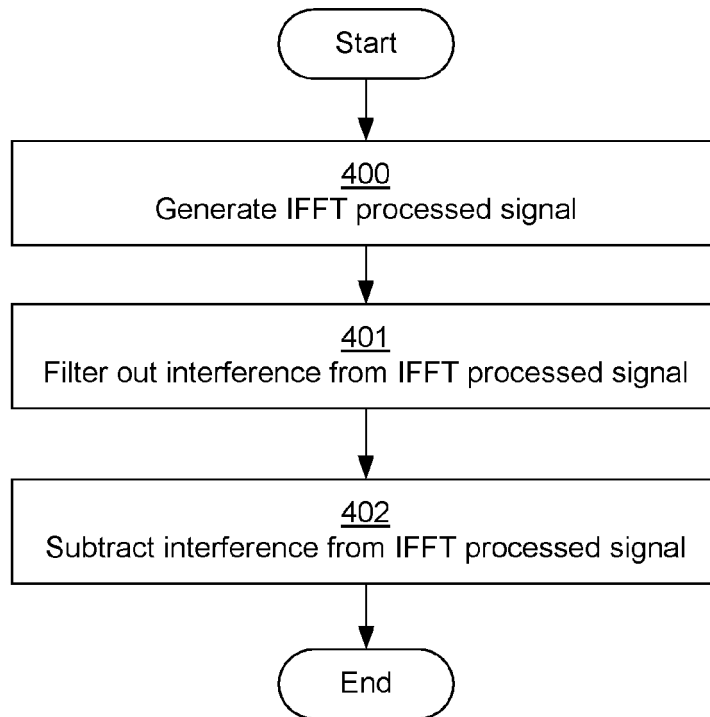 Start
400
Generate IFFT processed signal
401
Filter out interference from IFFT processed signal
402
Subtract interference from IFFT processed signal
End